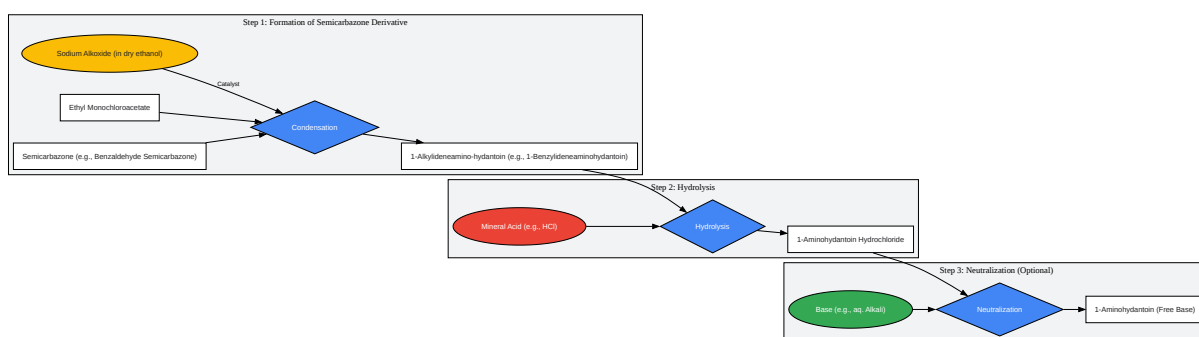 Step 1: Formation of Semicarbazone Derivative
Sodium Alkoxide (in dry ethanol)
Catalyst
Ethyl Monochloroacetate
Condensation
Semicarbazone (e.g., Benzaldehyde Semicarbazone)
1-Alkylideneamino-hydantoin (e.g., 1-Benzylideneaminohydantoin)
Step 2: Hydrolysis
Mineral Acid (e.g., HCl)
Hydrolysis
1-Aminohydantoin Hydrochloride
Step 3: Neutralization (Optional)
Base (e.g., aq. Alkali)
Neutralization
1-Aminohydantoin (Free Base)